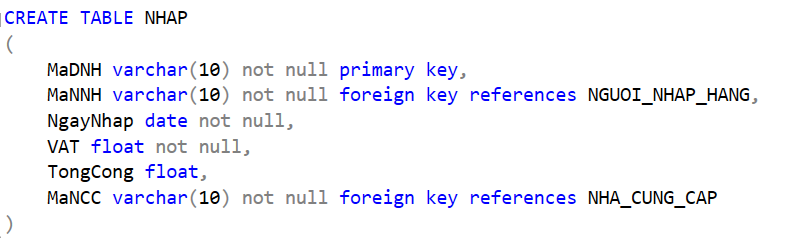 CREATE TABLE NHAP
(
MaDNH varchar(10) not null primary key,
MaNNH varchar(10) not null foreign key references NGUOI_NHAP_HANG,
NgayNhap date not null,
VAT float not null,
TongCong float,
MaNCC varchar(10) not null foreign key references NHA_CUNG_CAP
)